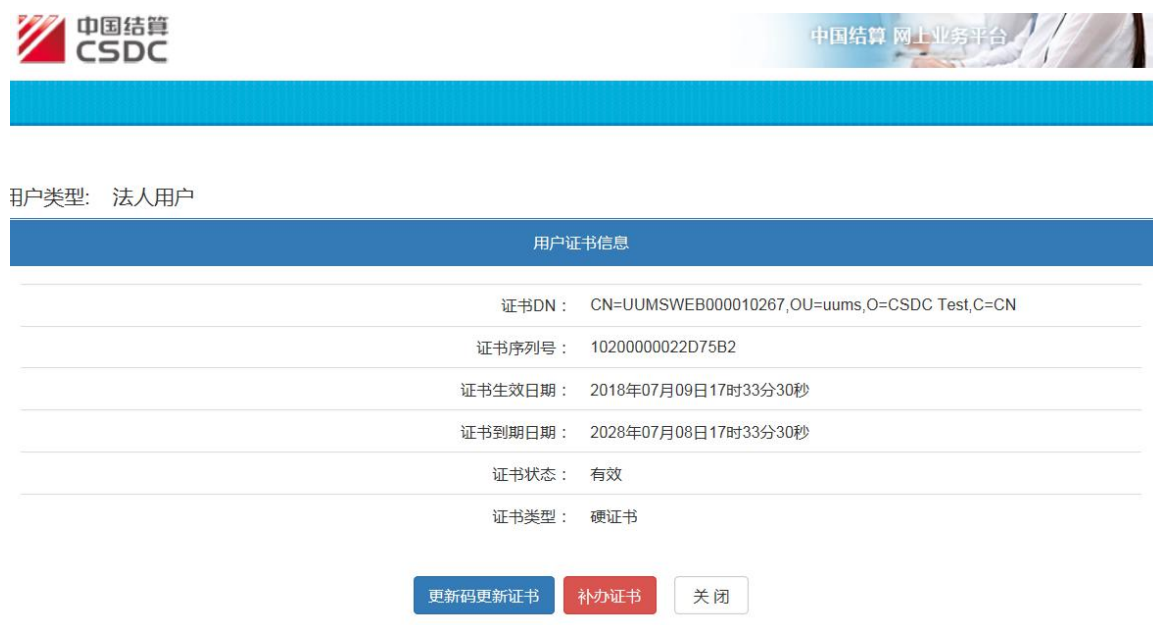 中国结算
CSDC
中国结算 网上业务平台
用户类型: 法人用户
用户证书信息
证书DN： CN=UUMSWEB000010267,OU=uums,O=CSDC Test,C=CN
证书序列号： 10200000022D75B2
证书生效日期： 2018年07月09日17时33分30秒
证书到期日期： 2028年07月08日17时33分30秒
证书状态： 有效
证书类型： 硬证书
更新码更新证书 补办证书 关 闭